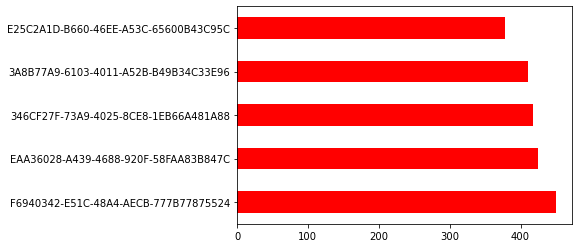 E25C2A1D-B660-46EE-A53C-65600B43C95C
3A8B77A9-6103-4011-A52B-B49B34C33E96
346CF27F-73A9-4025-8CE8-1EB66A481A88
EAA36028-A439-4688-920F-58FAA83B847C
F6940342-E51C-48A4-AECB-777B77875524
0 100 200 300 400